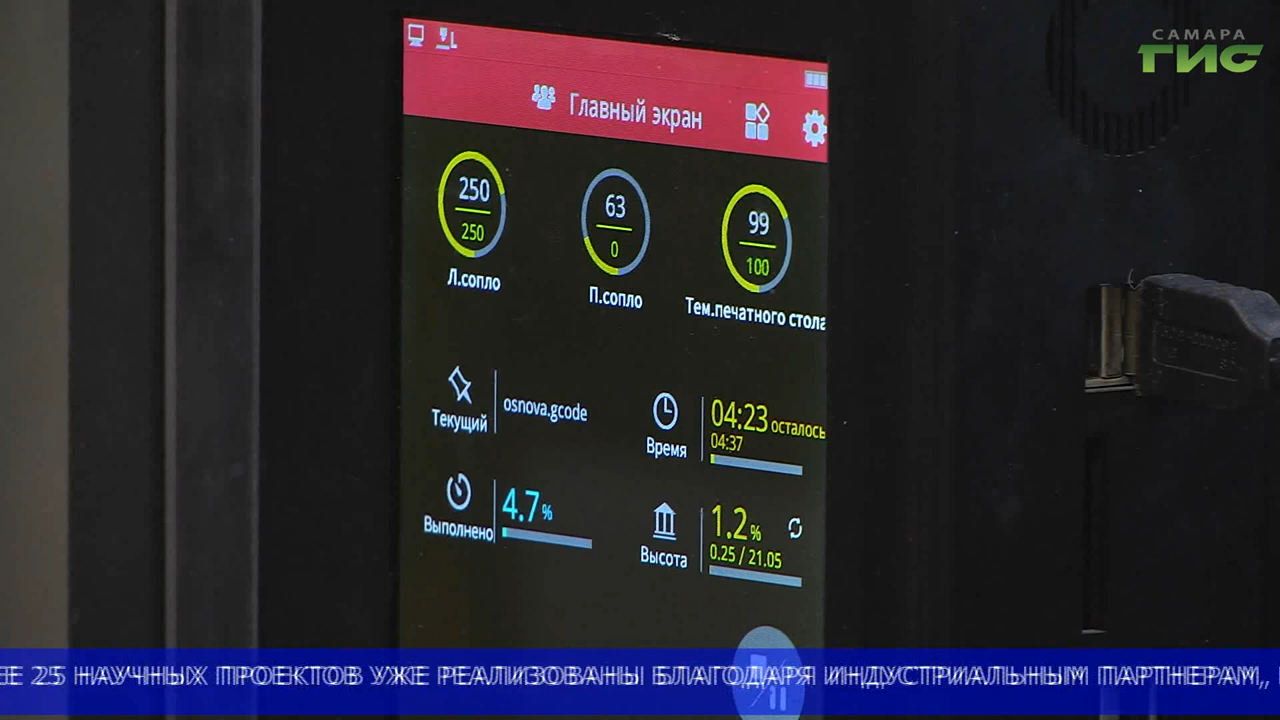 САМАРА
ГИС
L
Главный экран
250
250
Л.сопло
63
0
П.сопло
99
100
Тем.печатного стола
Текущий
osnova.gcode
Время
04:23 осталось
04:37
Выполнено
4.7%
Высота
1.2%
0.25 / 21.05
25 НАУЧНЫХ ПРОЕКТОВ УЖЕ РЕАЛИЗОВАНЫ БЛАГОДАРЯ ИНДУСТРИАЛЬНЫМ ПАРТНЕРАМ,